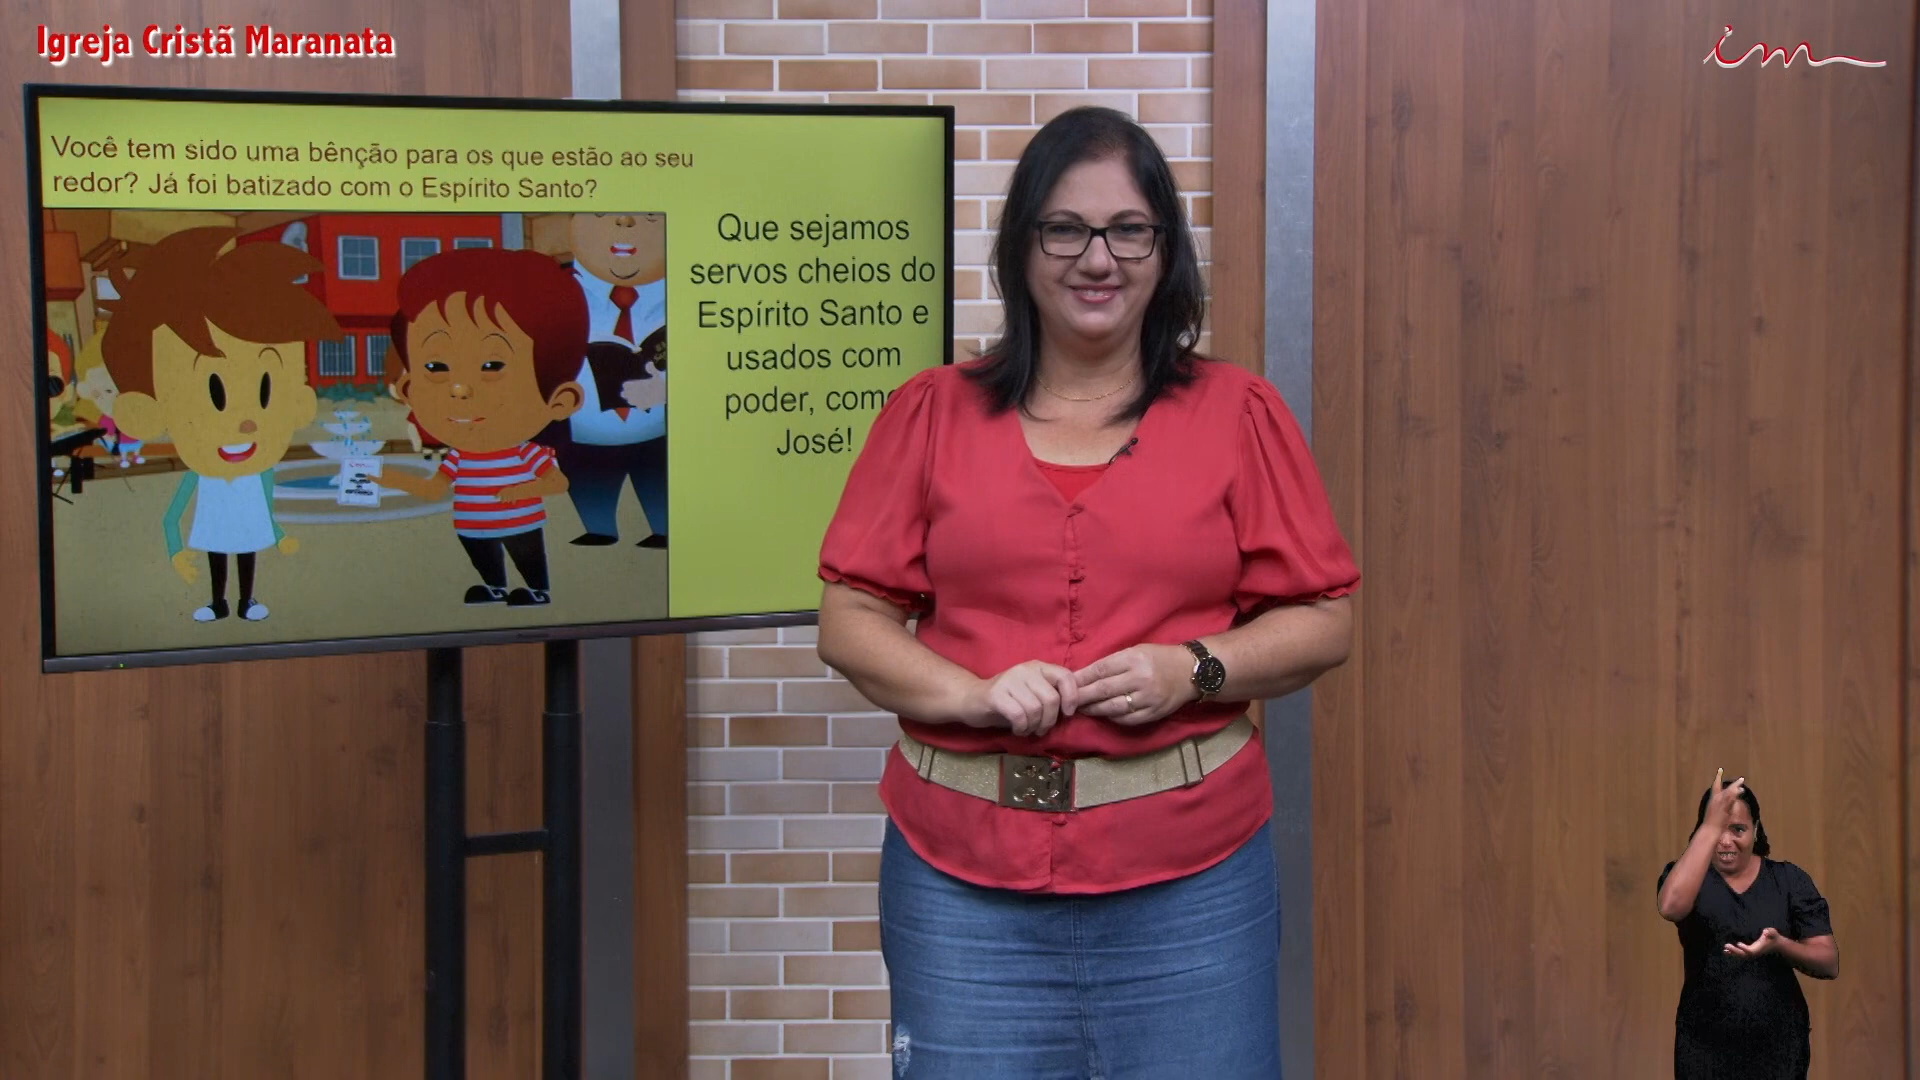 Igreja Cristã Maranata
im
Você tem sido uma bênção para os que estão ao seu
redor? Já foi batizado com o Espírito Santo?
Que sejamos
servos cheios do
Espírito Santo e
usados com
poder, como
José!